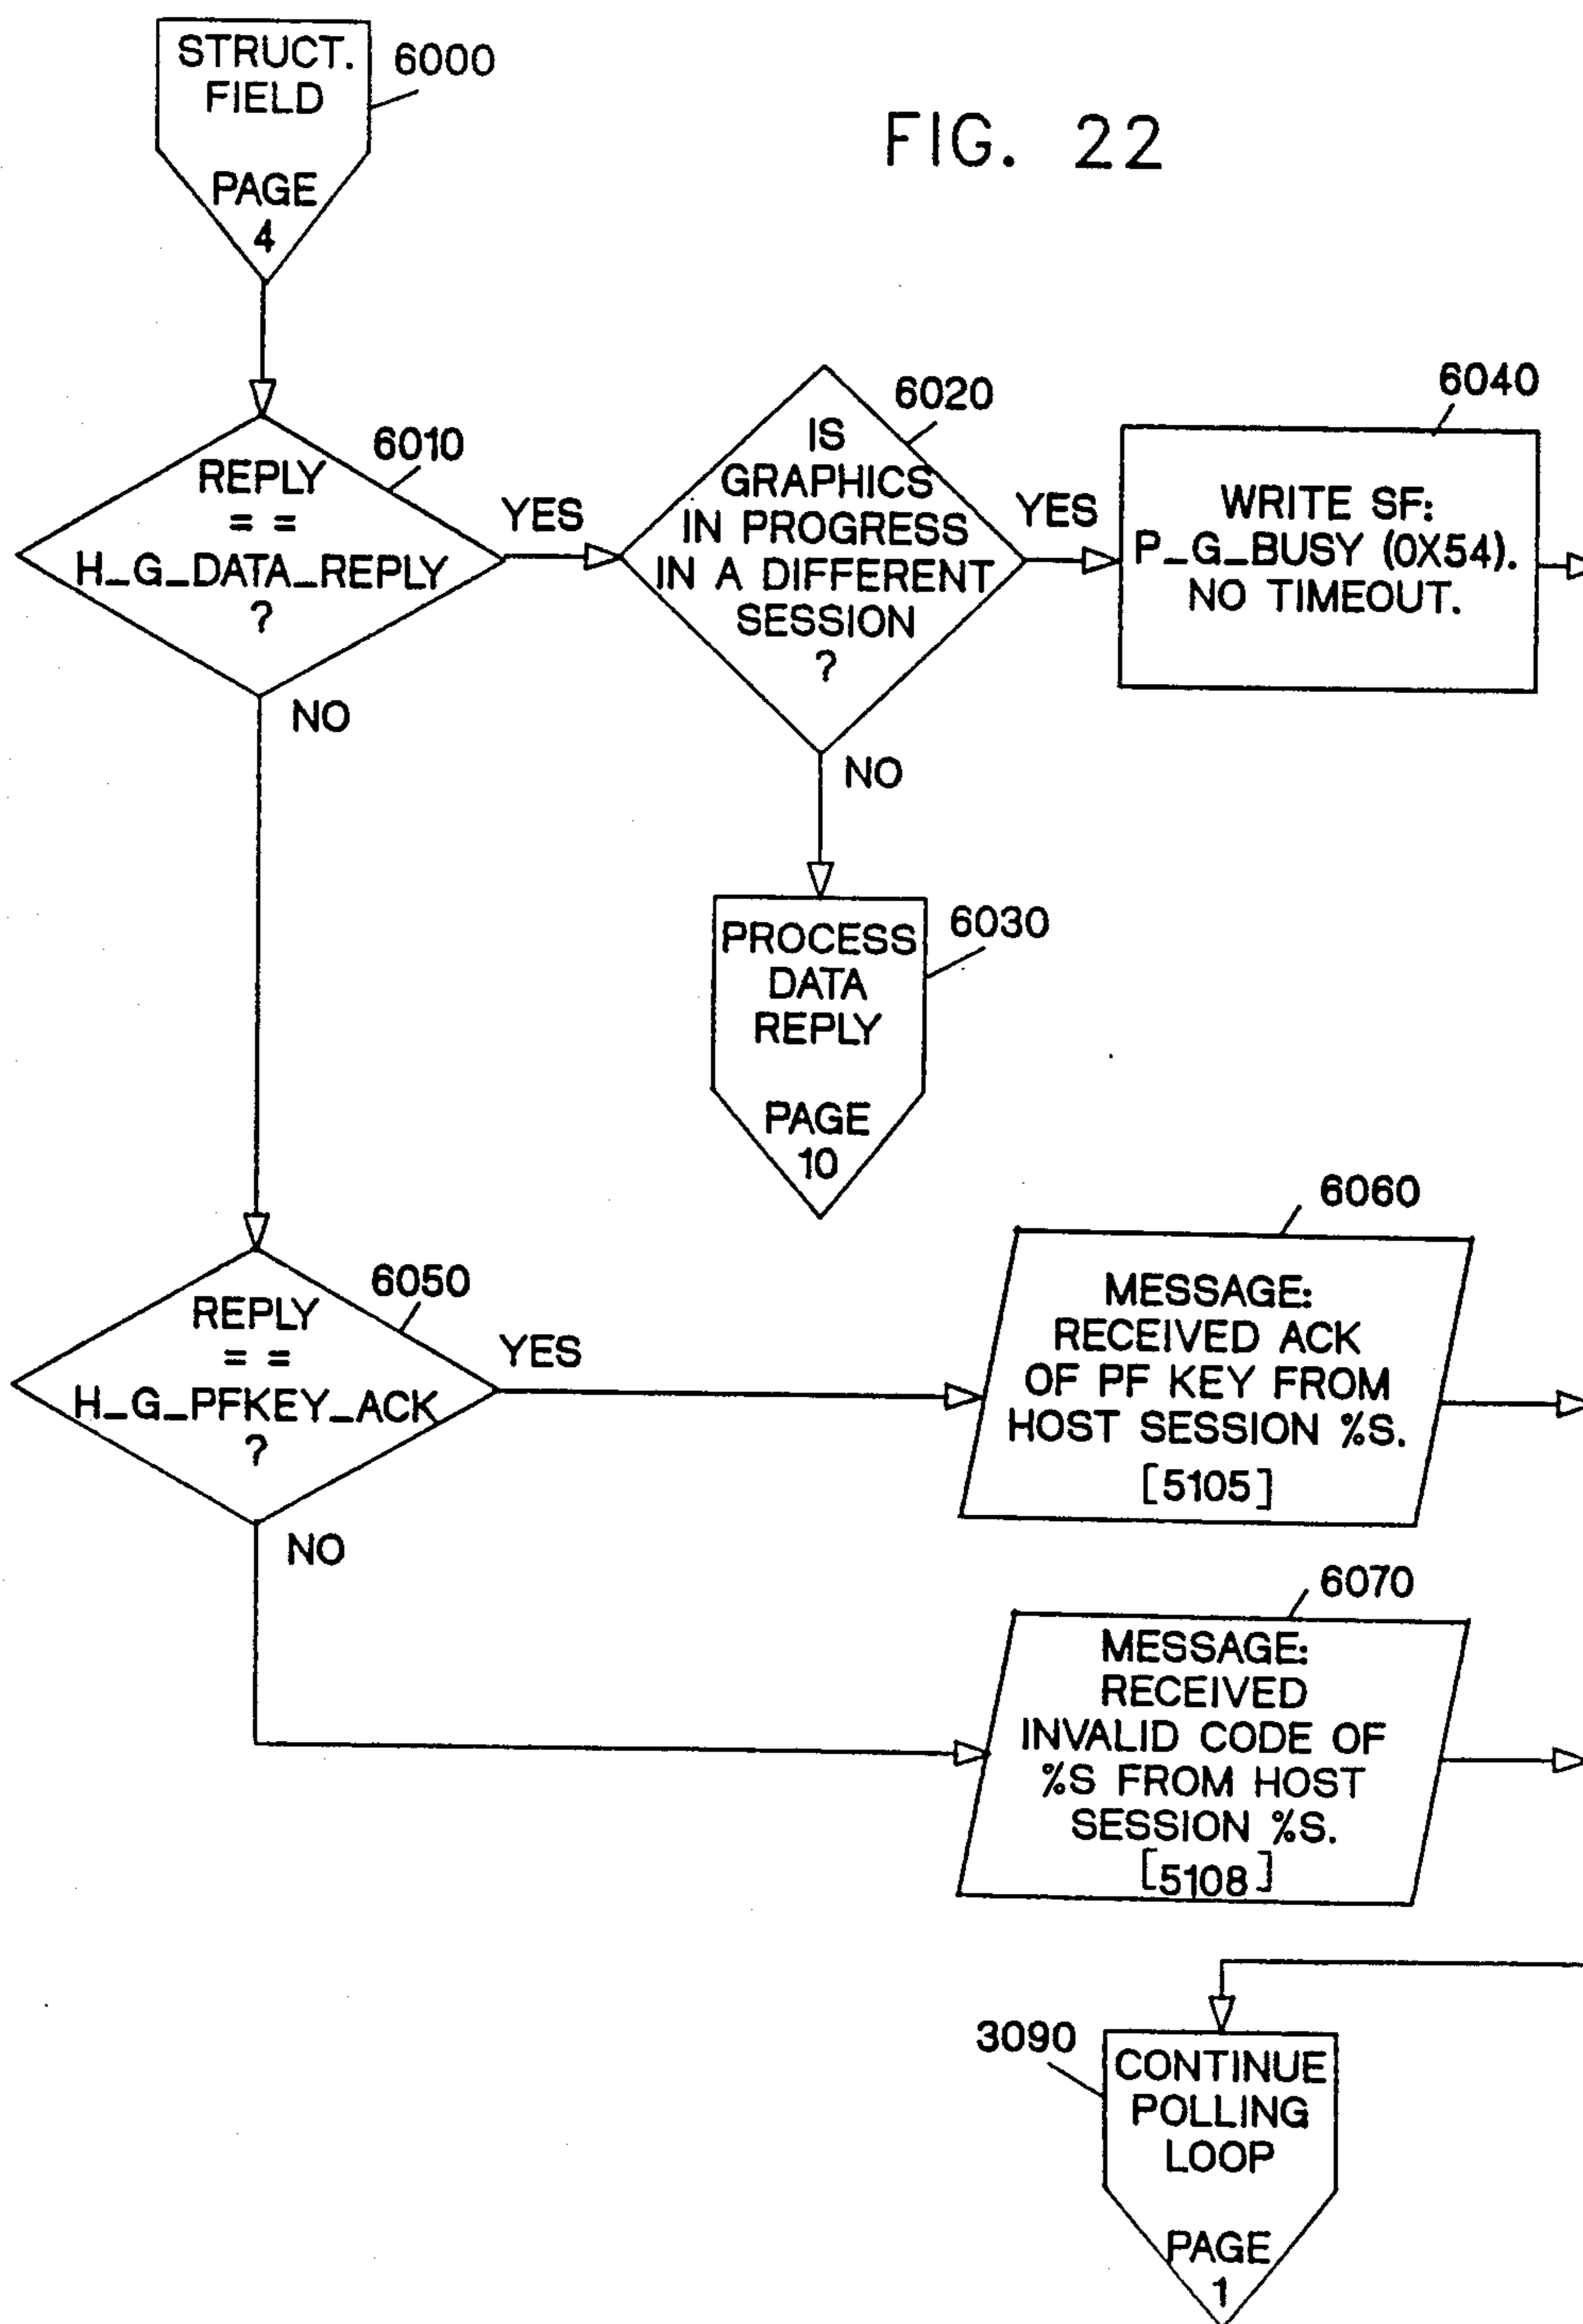 STRUCT.
FIELD
PAGE
4
6000
FIG. 22
6010
REPLY
= =
H_G_DATA_REPLY
?
YES
NO
6020
IS
GRAPHICS
IN PROGRESS
IN A DIFFERENT
SESSION
?
YES
NO
6040
WRITE SF:
P_G_BUSY (0X54).
NO TIMEOUT.
6030
PROCESS
DATA
REPLY
PAGE
10
6050
REPLY
= =
H_G_PFKEY_ACK
?
YES
NO
6060
MESSAGE:
RECEIVED ACK
OF PF KEY FROM
HOST SESSION %S.
[5105]
6070
MESSAGE:
RECEIVED
INVALID CODE OF
%S FROM HOST
SESSION %S.
[5108]
3090
CONTINUE
POLLING
LOOP
PAGE
1